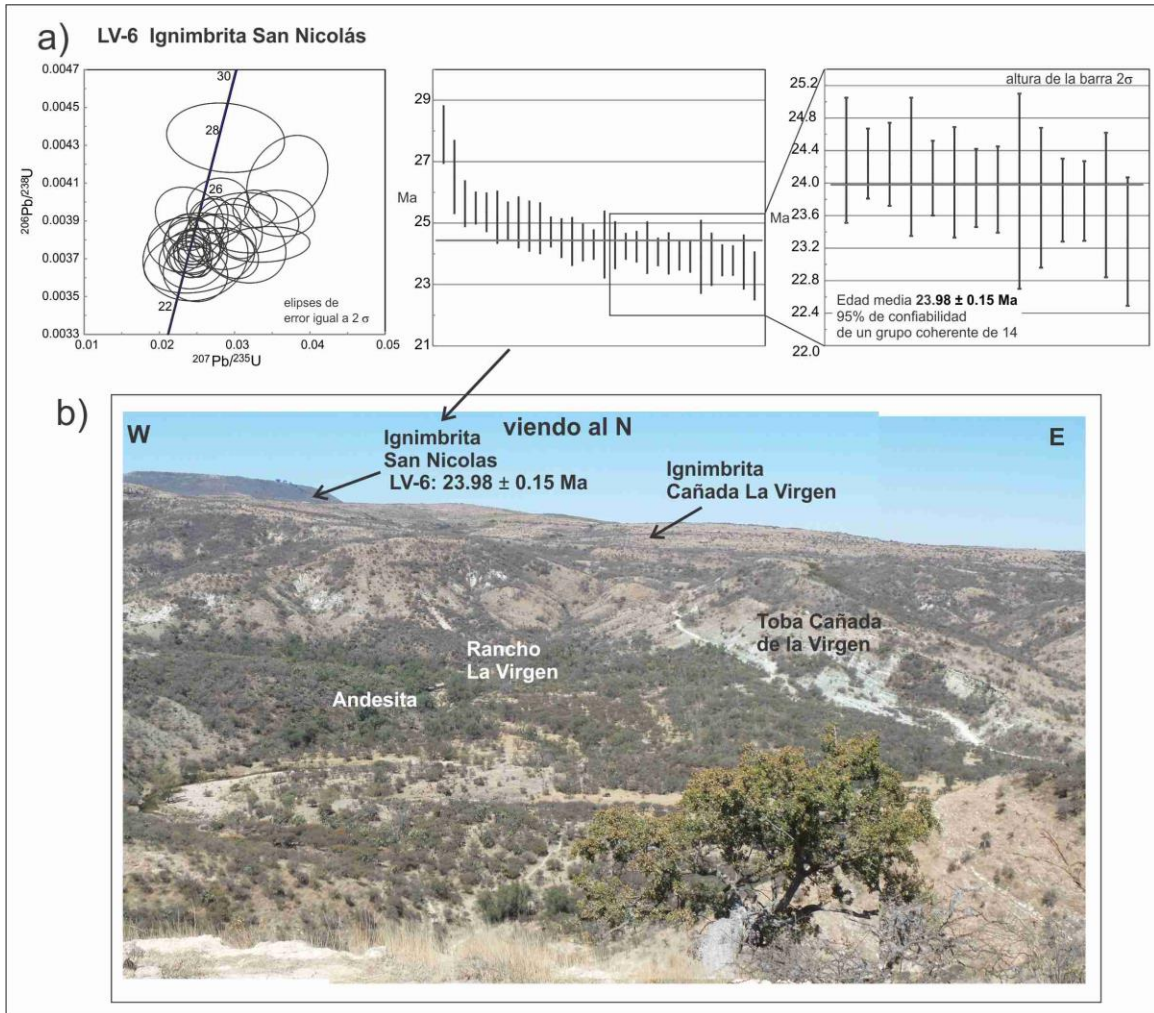 a) LV-6 Ignimbrita San Nicolás
0.0047
0.0045
0.0043
0.0041
0.0039
0.0037
0.0035
0.0033
206Pb/238U
30
28
26
22
elipses de
error igual a 2 σ
0.01 0.02 0.03 0.04 0.05
207Pb/235U
29
27
Ma
25
23
21
altura de la barra 2σ
25.2
24.8
24.4
24.0
Ma
23.6
23.2
22.8
22.4
22.0
Edad media 23.98 ± 0.15 Ma
95% de confiabilidad
de un grupo coherente de 14
b)
W
viendo al N
E
Ignimbrita
San Nicolas
LV-6: 23.98 ± 0.15 Ma
Ignimbrita
Cañada La Virgen
Toba Cañada
de la Virgen
Rancho
La Virgen
Andesita